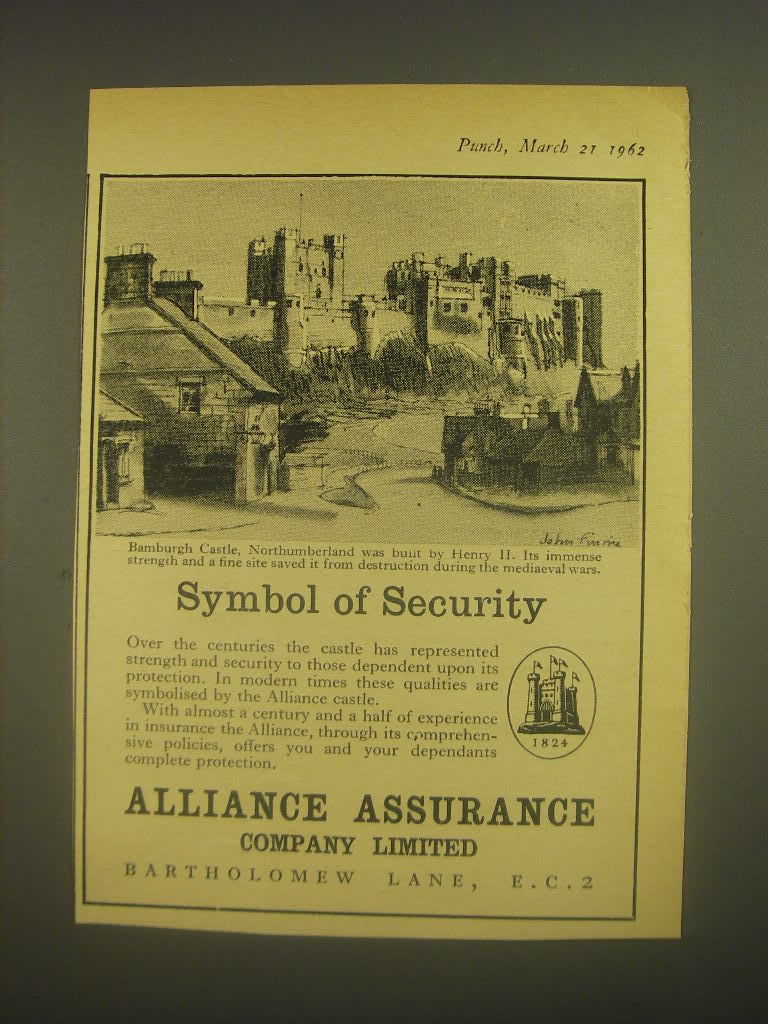 Punch, March 21 1962
John Finnie
Bamburgh Castle, Northumberland was built by Henry II. Its immense
strength and a fine site saved it from destruction during the mediaeval wars.
Symbol of Security
Over the centuries the castle has represented
strength and security to those dependent upon its
protection. In modern times these qualities are
symbolised by the Alliance castle.
With almost a century and a half of experience
in insurance the Alliance, through its comprehen-
sive policies, offers you and your dependants
complete protection.
1824
ALLIANCE ASSURANCE
COMPANY LIMITED
BARTHOLOMEW LANE, E.C.2